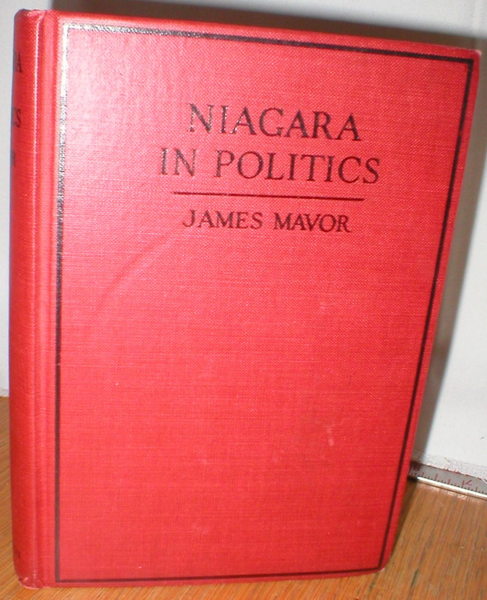 NIAGARA
IN POLITICS
JAMES MAVOR